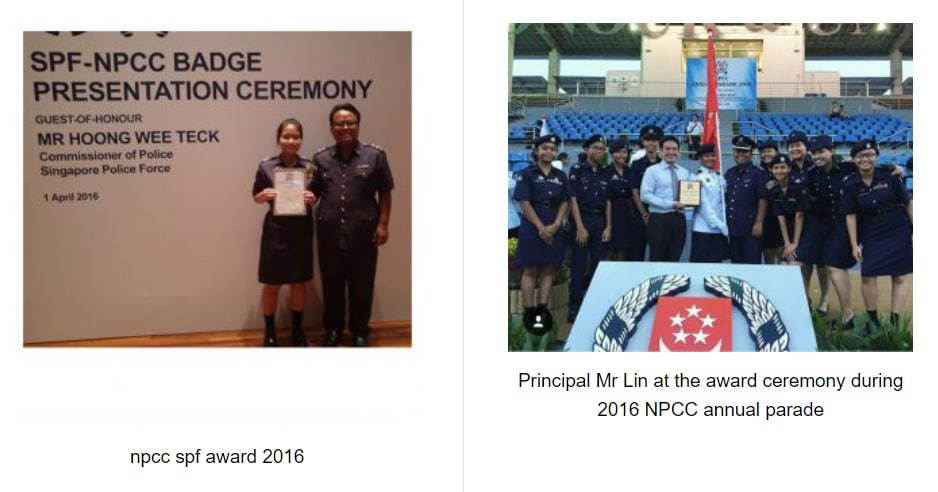 SPF-NPCC BADGE
PRESENTATION CEREMONY
GUEST-OF-HONOUR
MR HOONG WEE TECK
Commissioner of Police
Singapore Police Force
1 April 2016
npcc spf award 2016
NPCC
Principal Mr Lin at the award ceremony during
2016 NPCC annual parade